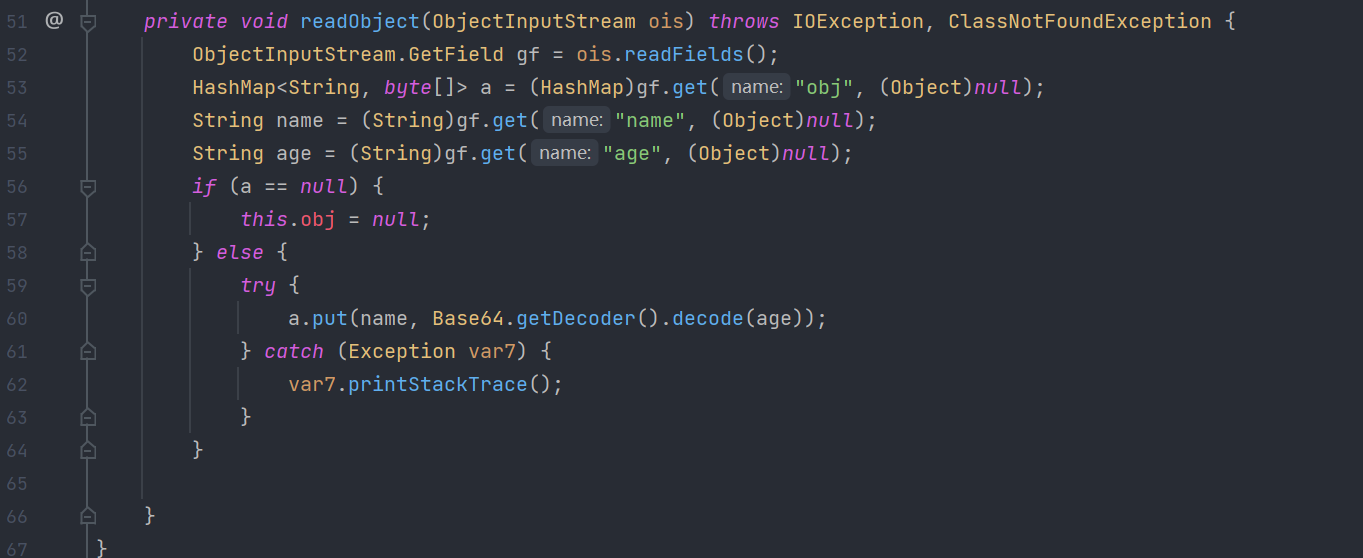 51 @ private void readObject(ObjectInputStream ois) throws IOException, ClassNotFoundException {
52 ObjectInputStream.GetField gf = ois.readFields();
53 HashMap<String, byte[]> a = (HashMap)gf.get( name: "obj", (Object)null);
54 String name = (String)gf.get( name: "name", (Object)null);
55 String age = (String)gf.get( name: "age", (Object)null);
56 if (a == null) {
57 this.obj = null;
58 } else {
59 try {
60 a.put(name, Base64.getDecoder().decode(age));
61 } catch (Exception var7) {
62 var7.printStackTrace();
63 }
64 }
65
66 }
67 }